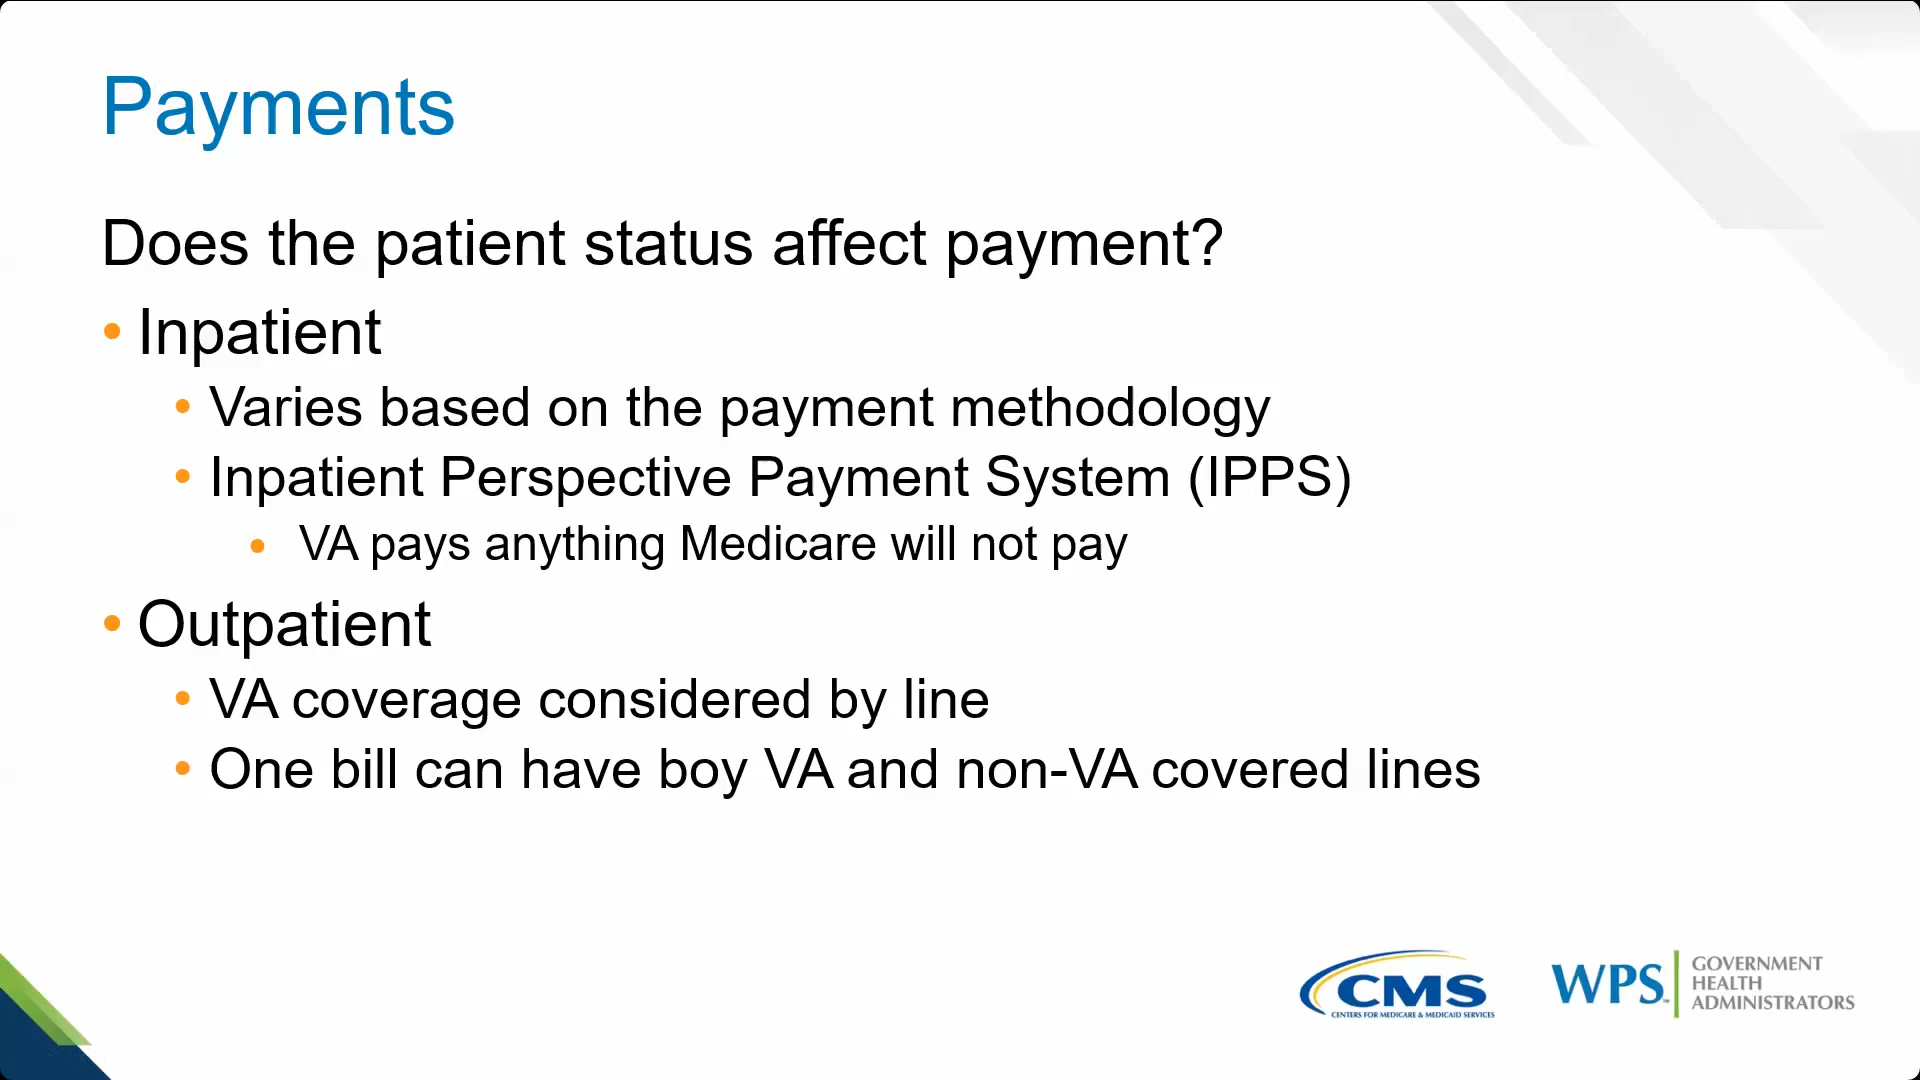 Payments
Does the patient status affect payment?
• Inpatient
• Varies based on the payment methodology
• Inpatient Perspective Payment System (IPPS)
• VA pays anything Medicare will not pay
• Outpatient
• VA coverage considered by line
• One bill can have boy VA and non-VA covered lines
CMS
CENTERS FOR MEDICARE & MEDICAID SERVICES
WPS™
GOVERNMENT
HEALTH
ADMINISTRATORS